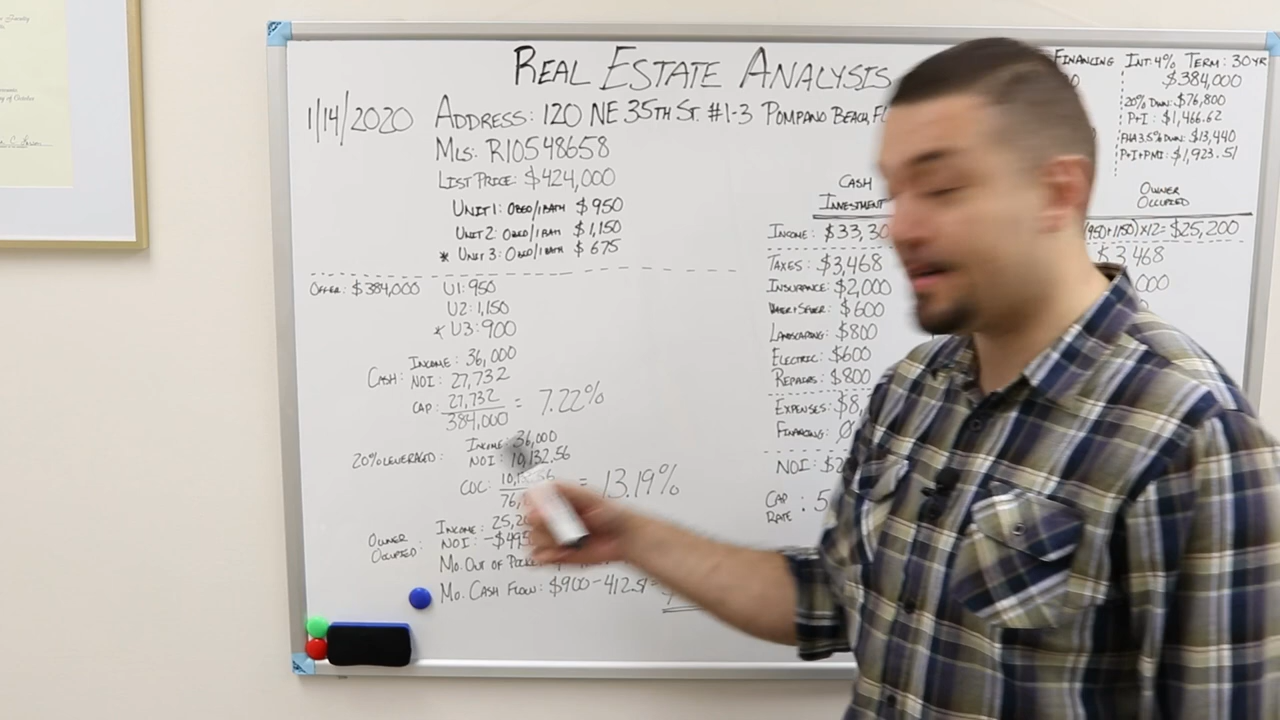 REAL ESTATE ANALYSIS
1/14/2020
ADDRESS: 120 NE 35TH ST. #1-3 POMPANO BEACH, FL
MLS: R10548658
LIST PRICE: $424,000
UNIT 1: 0BED/1BATH $950
UNIT 2: 0BED/1BATH $1,150
* UNIT 3: 0BED/1BATH $675
OFFER: $384,000 U1: 950
U2: 1,150
* U3: 900
CASH: INCOME: 36,000
NOI: 27,732
CAP: 27,732
384,000
= 7.22%
20% LEVERAGED: INCOME: 36,000
NOI: 10,132.56
COC:
= 13.19%
OWNER OCCUPIED: INCOME:
NOI:
MO. OUT OF
MO. CASH FLOW: $900-412.51=
FINANCING INT: 4% TERM: 30 YR
$384,000
20% DWN: $76,800
P+I: $1,466.62
FHA 3.5% DWN: $13,440
P+I+PMI: $1,923.51
CASH
INVESTMENT
INCOME: $33,30
TAXES: $3,468
INSURANCE: $2,000
WATER+SEWER: $600
LANDSCAPING: $800
ELECTRIC: $600
REPAIRS: $800
EXPENSES: $8,
FINANCING: Ø
NOI: $2
CAP RATE: 5
OWNER
OCCUPIED
(950+1150)x12= $25,200
$3,468